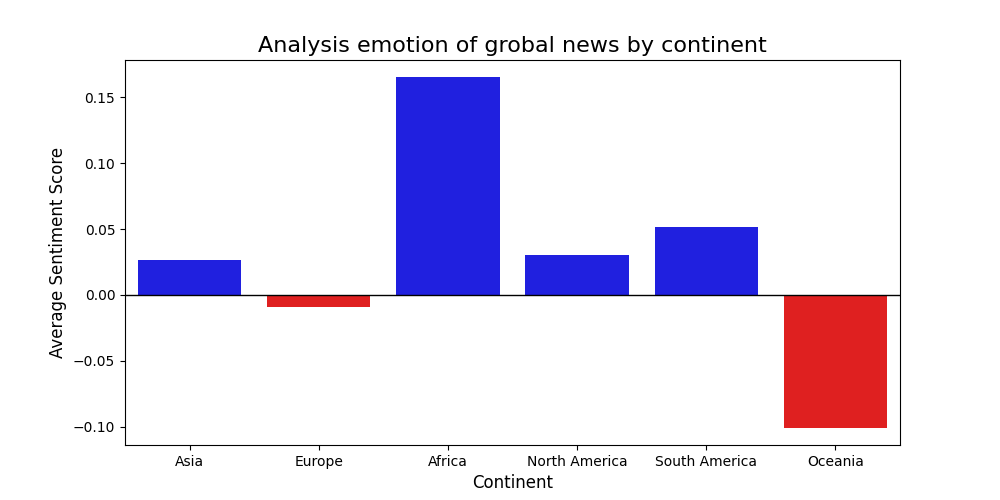 Analysis emotion of grobal news by continent
Average Sentiment Score
0.15
0.10
0.05
0.00
−0.05
−0.10
Asia Europe Africa North America South America Oceania
Continent